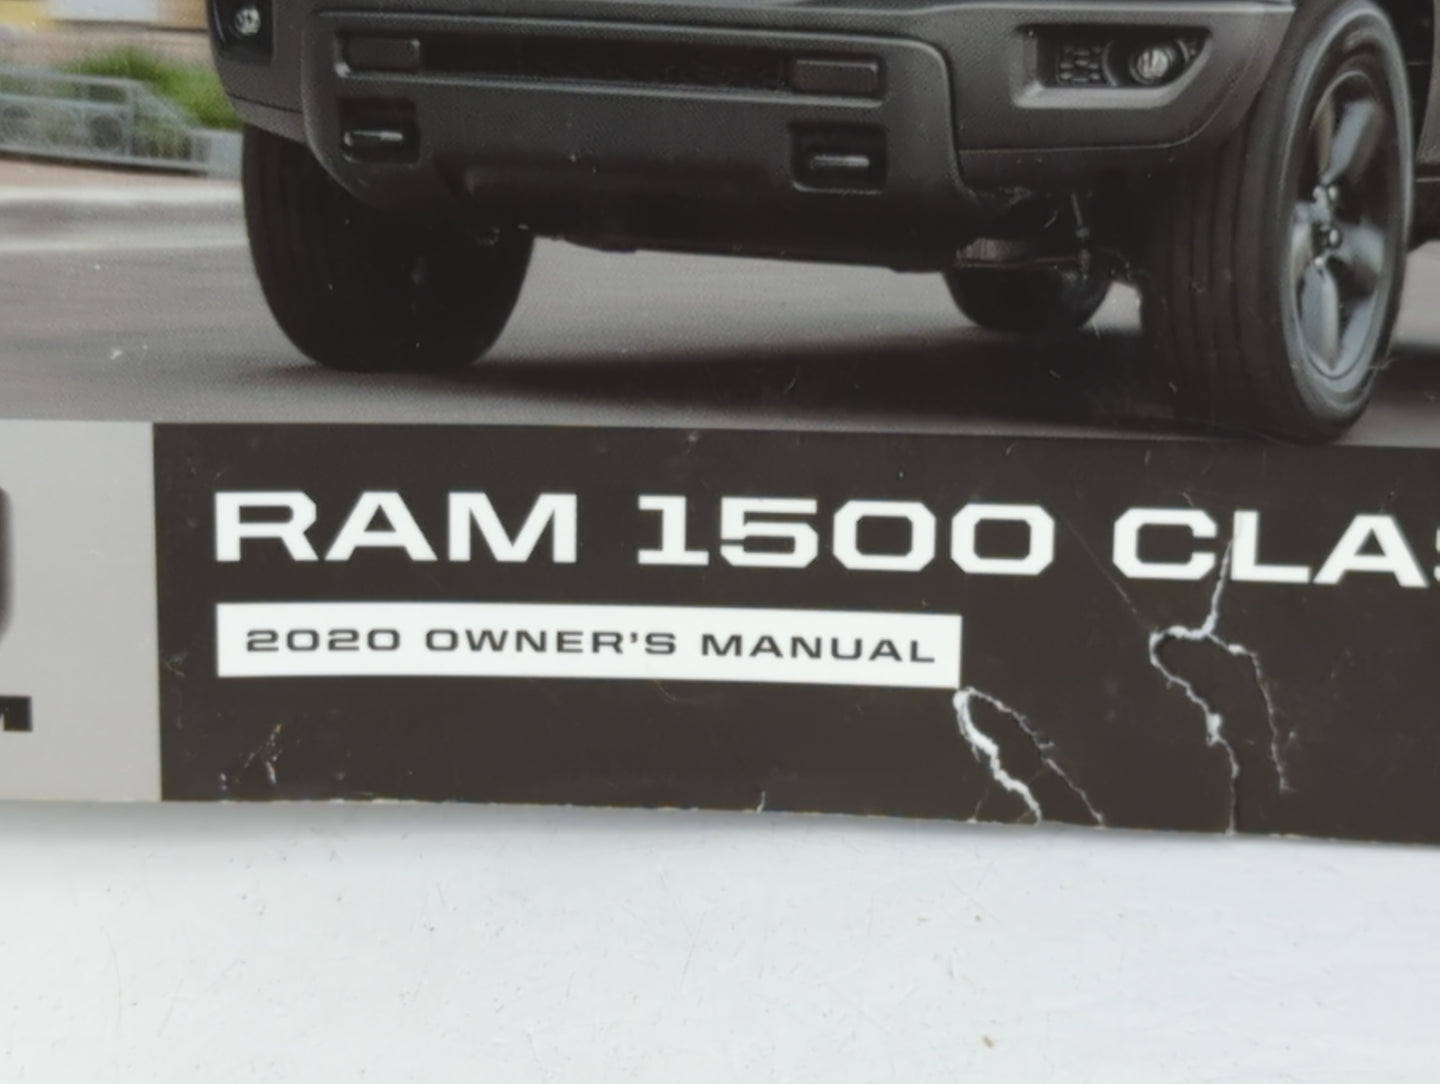 RAM 1500 CLAS
2020 OWNER'S MANUAL